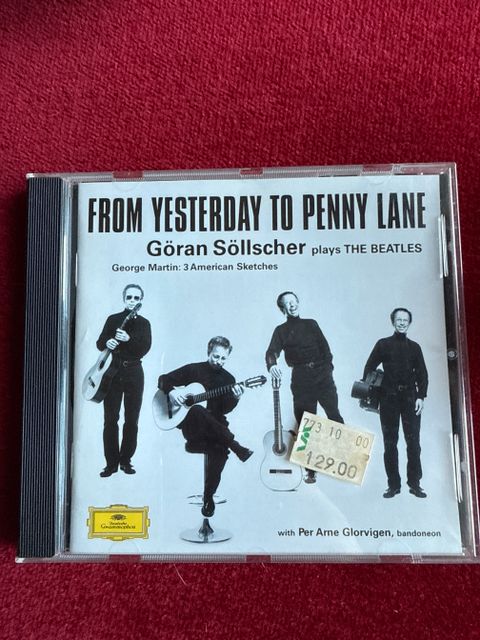 FROM YESTERDAY TO PENNY LANE
Göran Söllscher plays THE BEATLES
George Martin: 3 American Sketches
773 10 00
129.00
Deutsche
Grammophon
with Per Arne Glorvigen, bandoneon